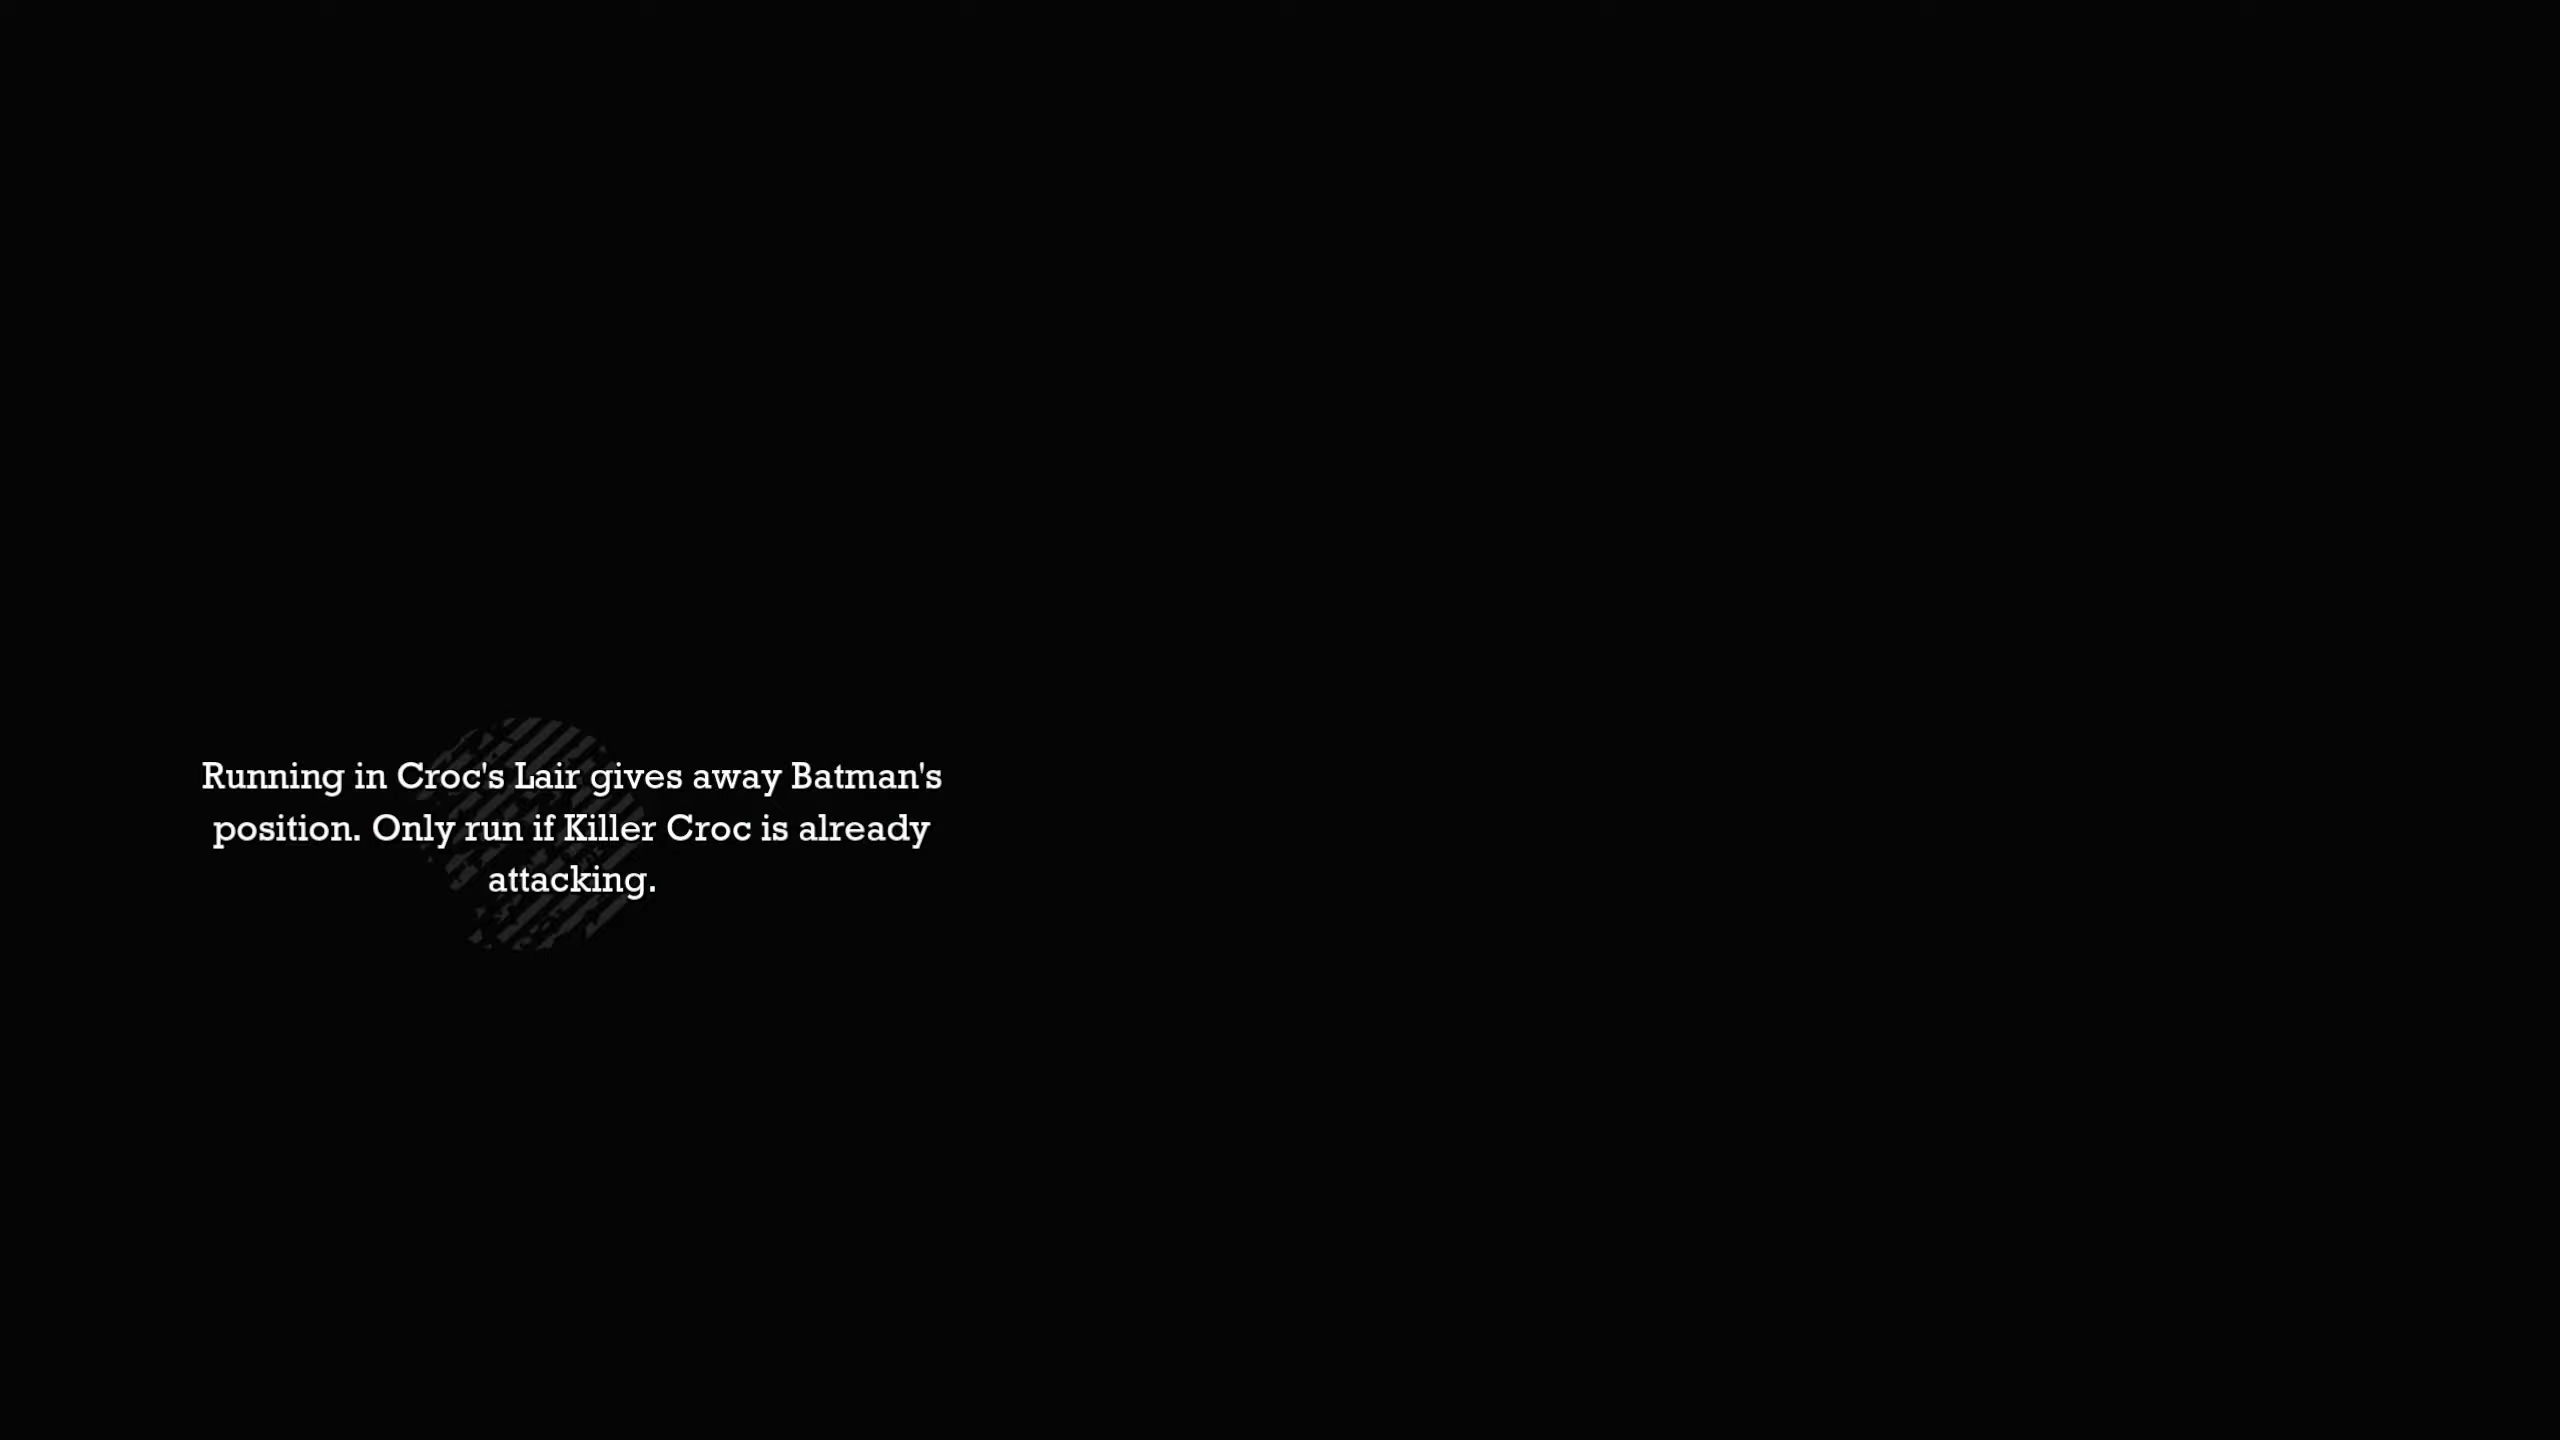 Running in Croc's Lair gives away Batman's
position. Only run if Killer Croc is already
attacking.